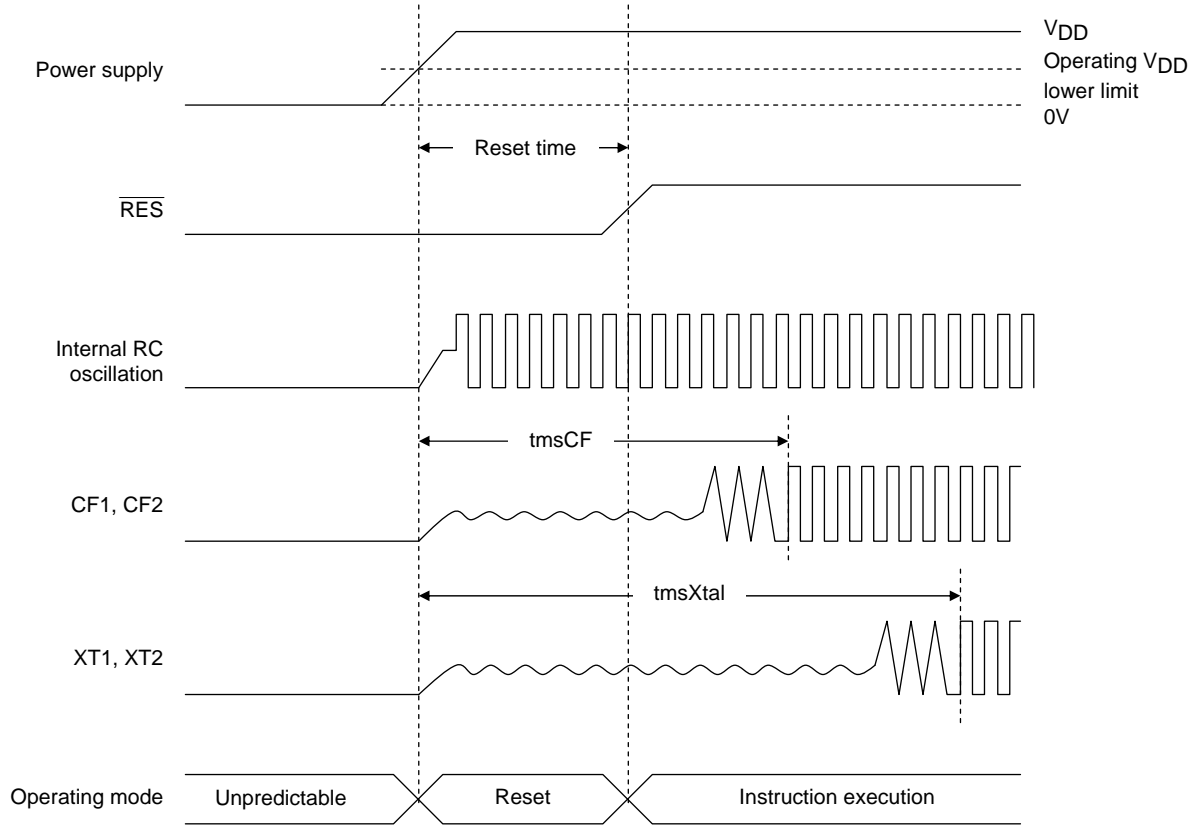 VDD
Power supply
Operating VDD
lower limit
0V
Reset time
RES
Internal RC
oscillation
tmsCF
CF1, CF2
tmsXtal
XT1, XT2
Operating mode
Unpredictable
Reset
Instruction execution